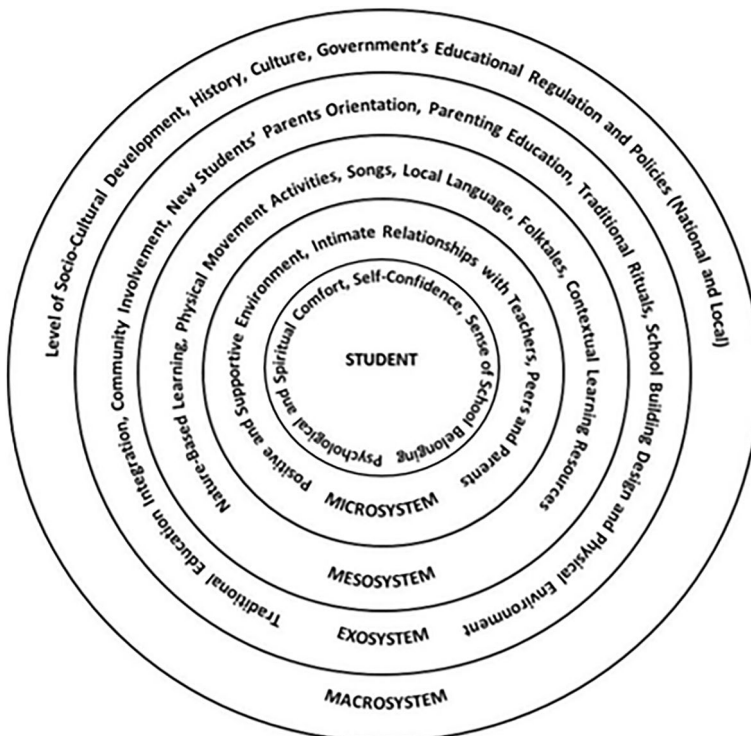 Level of Socio-Cultural Development, History, Culture, Government's Educational Regulation and Policies (National and Local)
Traditional Education Integration, Community Involvement, New Students' Parents Orientation, Parenting Education, Traditional Rituals, School Building Design and Physical Environment
Nature-Based Learning, Physical Movement Activities, Songs, Local Language, Folktales, Contextual Learning Resources
Positive and Supportive Environment, Intimate Relationships with Teachers, Peers and Parents
Psychological and Spiritual Comfort, Self-Confidence, Sense of School Belonging
STUDENT
MICROSYSTEM
MESOSYSTEM
EXOSYSTEM
MACROSYSTEM